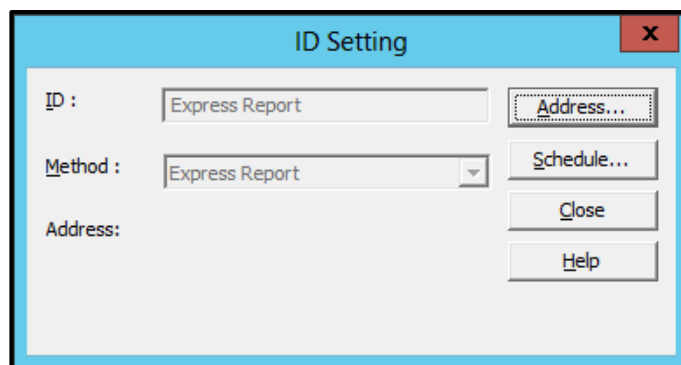 ID Setting
x
ID : Express Report Address...
Method : Express Report Schedule...
Address: Close
Help